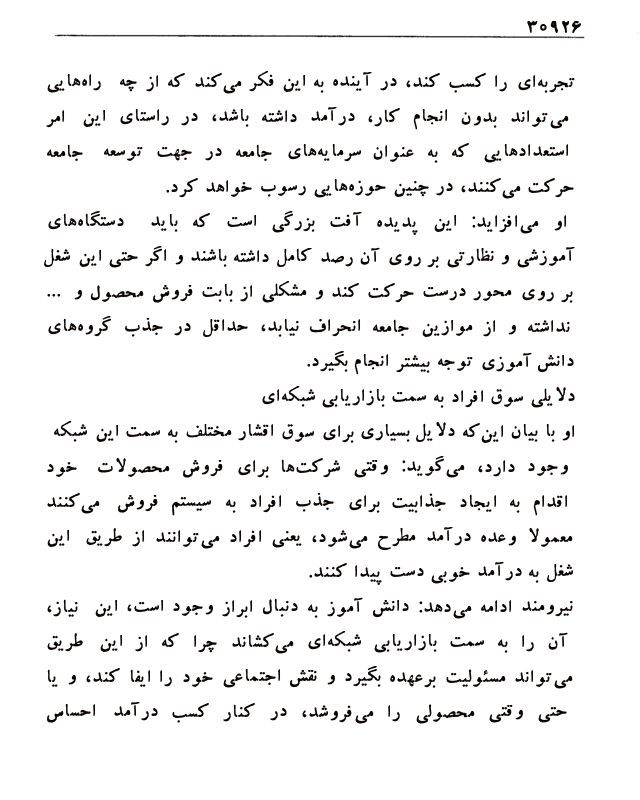 ۳۰۹۲۶
تجربه‌ای را کسب کند، در آینده به این فکر می‌کند که از چه راه‌هایی
می‌تواند بدون انجام کار، درآمد داشته باشد، در راستای این امر
استعدادهایی که به عنوان سرمایه‌های جامعه در جهت توسعه جامعه
حرکت می‌کنند، در چنین حوزه‌هایی رسوب خواهد کرد.
او می‌افزاید: این پدیده آفت بزرگی است که باید دستگاه‌های
آموزشی و نظارتی بر روی آن رصد کامل داشته باشند و اگر حتی این شغل
بر روی محور درست حرکت کند و مشکلی از بابت فروش محصول و ...
نداشته و از موازین جامعه انحراف نیابد، حداقل در جذب گروه‌های
دانش آموزی توجه بیشتر انجام بگیرد.
دلایلی سوق افراد به سمت بازاریابی شبکه‌ای
او با بیان این‌که دلایل بسیاری برای سوق اقشار مختلف به سمت این شبکه
وجود دارد، می‌گوید: وقتی شرکت‌ها برای فروش محصولات خود
اقدام به ایجاد جذابیت برای جذب افراد به سیستم فروش می‌کنند
معمولا وعده درآمد مطرح می‌شود، یعنی افراد می‌توانند از طریق این
شغل به درآمد خوبی دست پیدا کنند.
نیرومند ادامه می‌دهد: دانش آموز به دنبال ابراز وجود است، این نیاز،
آن را به سمت بازاریابی شبکه‌ای می‌کشاند چرا که از این طریق
می‌تواند مسئولیت برعهده بگیرد و نقش اجتماعی خود را ایفا کند، و یا
حتی وقتی محصولی را می‌فروشد، در کنار کسب درآمد احساس